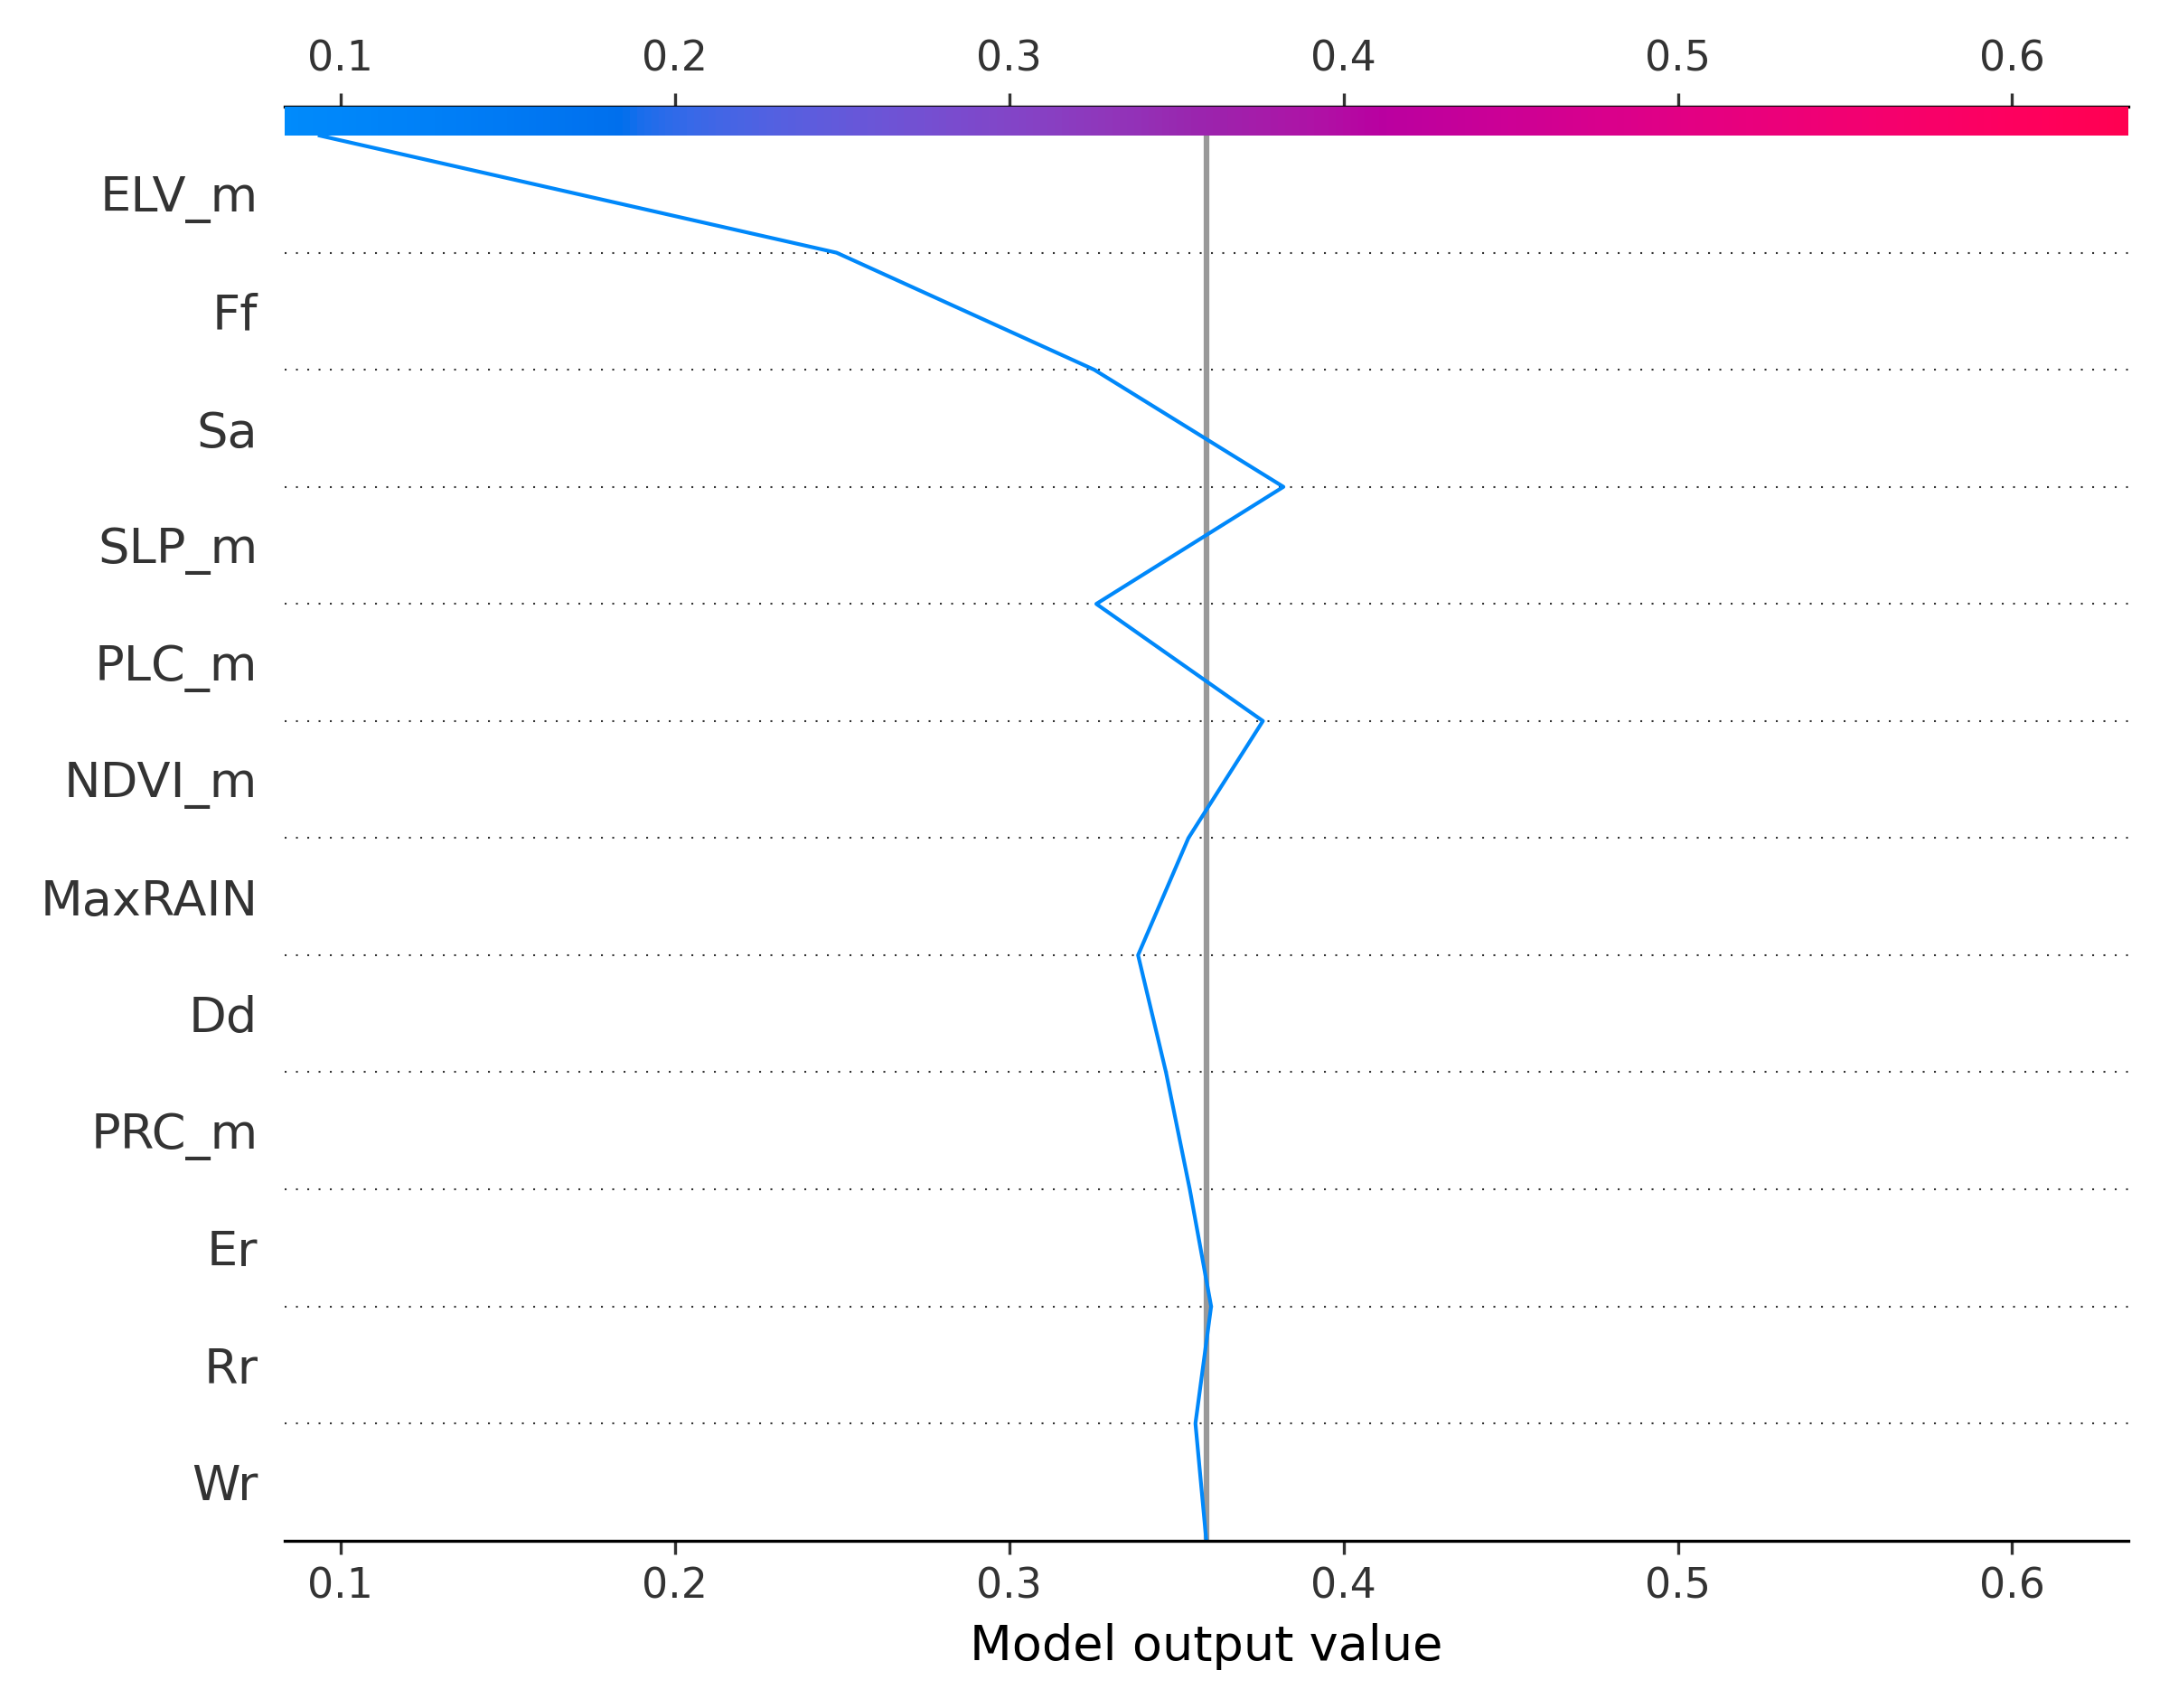 0.1 0.2 0.3 0.4 0.5 0.6
ELV_m
Ff
Sa
SLP_m
PLC_m
NDVI_m
MaxRAIN
Dd
PRC_m
Er
Rr
Wr
0.1 0.2 0.3 0.4 0.5 0.6
Model output value